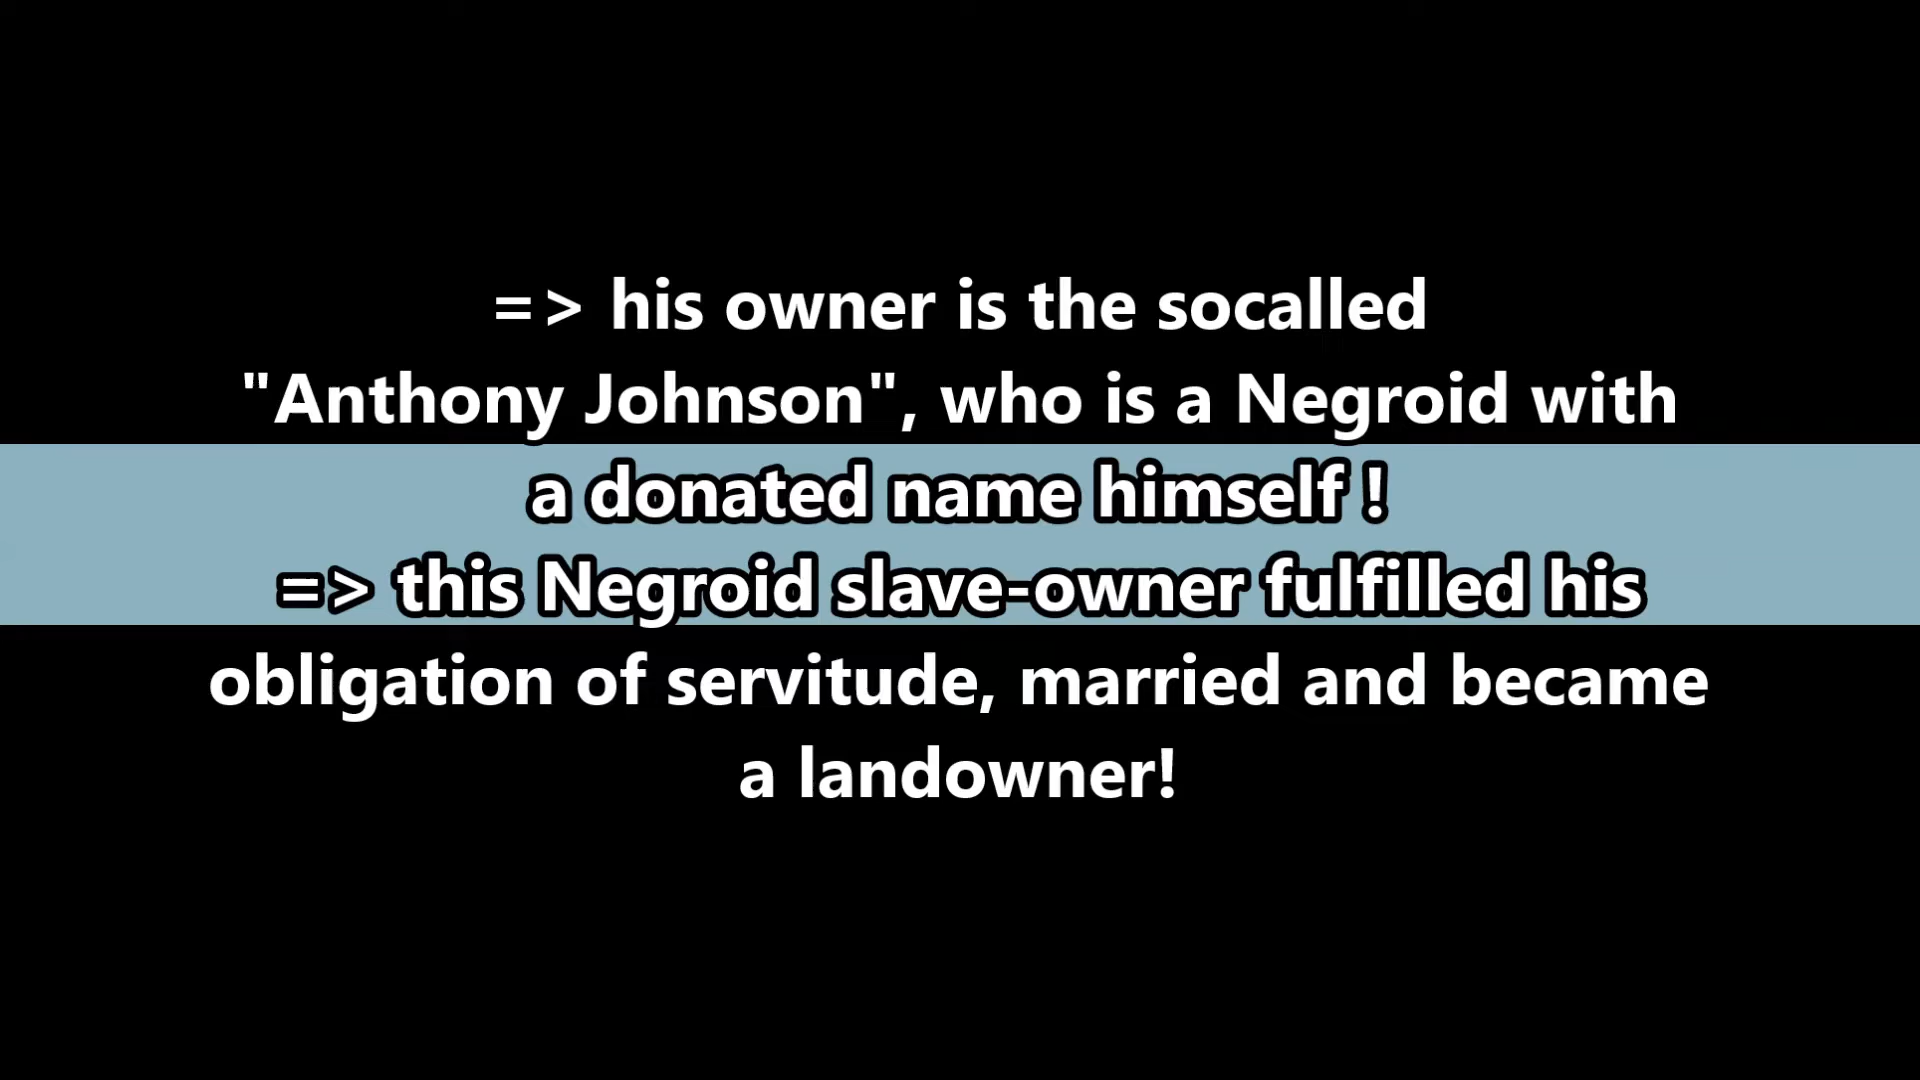 => his owner is the socalled
"Anthony Johnson", who is a Negroid with
a donated name himself !
=> this Negroid slave-owner fulfilled his
obligation of servitude, married and became
a landowner!